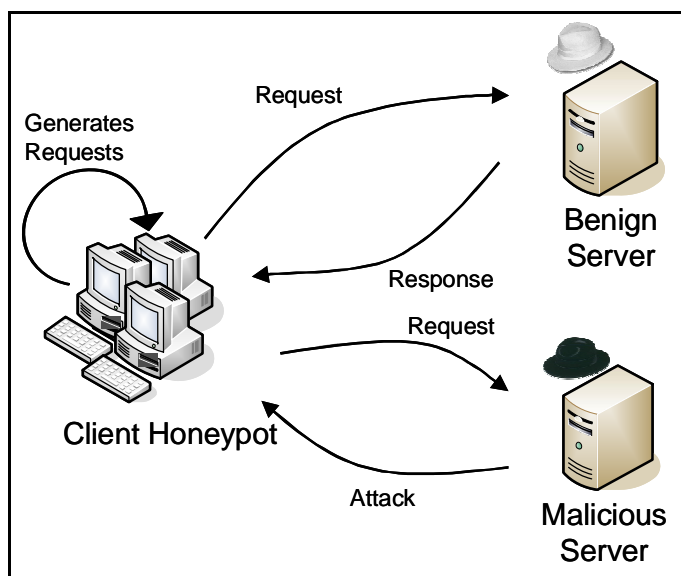 Request
Generates
Requests
Benign
Server
Response
Request
Client Honeypot
Attack
Malicious
Server